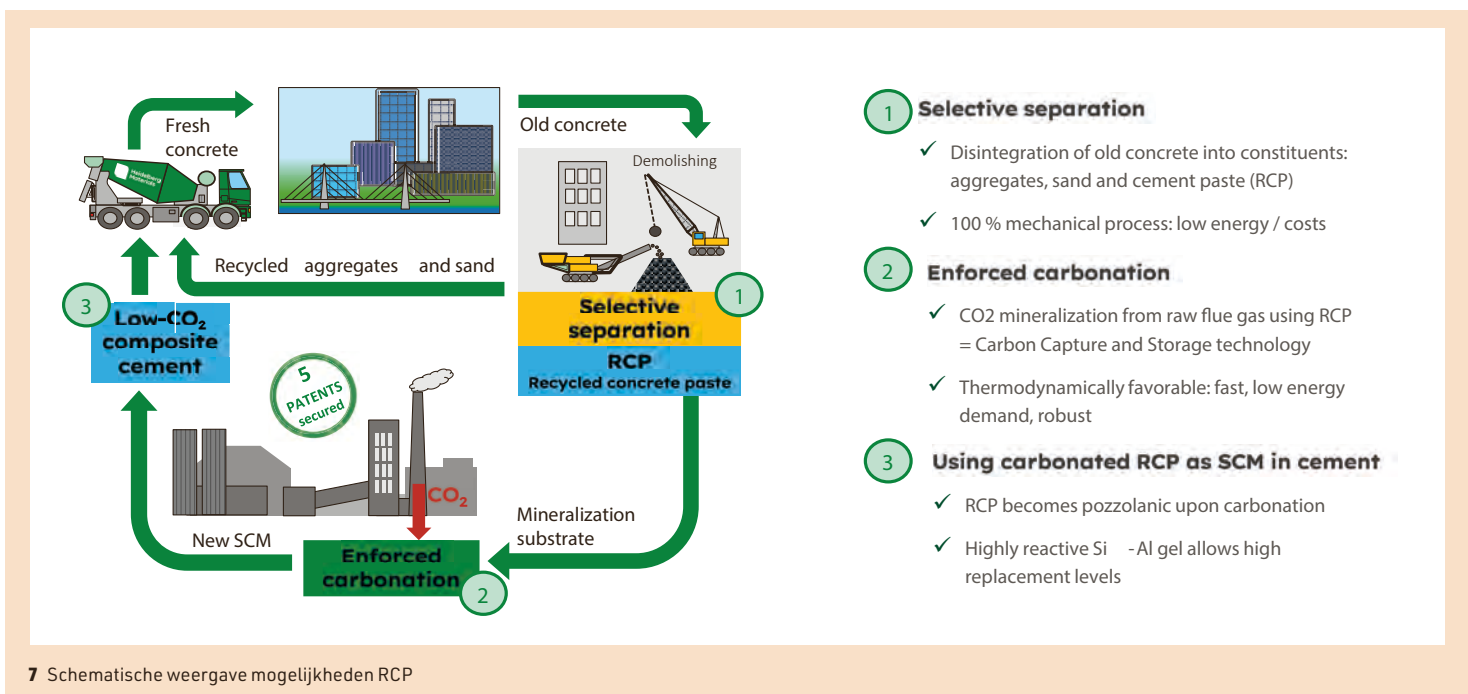 Fresh
concrete
Heidelberg
Materials
Old concrete
Demolishing
Recycled aggregates and sand
1
Selective
separation
RCP
Recycled concrete paste
3
Low-CO₂
composite
cement
5
PATENTS
secured
CO₂
Mineralization
substrate
New SCM
Enforced
carbonation
2
1 Selective separation
✓ Disintegration of old concrete into constituents:
aggregates, sand and cement paste (RCP)
✓ 100 % mechanical process: low energy / costs
2 Enforced carbonation
✓ CO2 mineralization from raw flue gas using RCP
= Carbon Capture and Storage technology
✓ Thermodynamically favorable: fast, low energy
demand, robust
3 Using carbonated RCP as SCM in cement
✓ RCP becomes pozzolanic upon carbonation
✓ Highly reactive Si -Al gel allows high
replacement levels
7 Schematische weergave mogelijkheden RCP